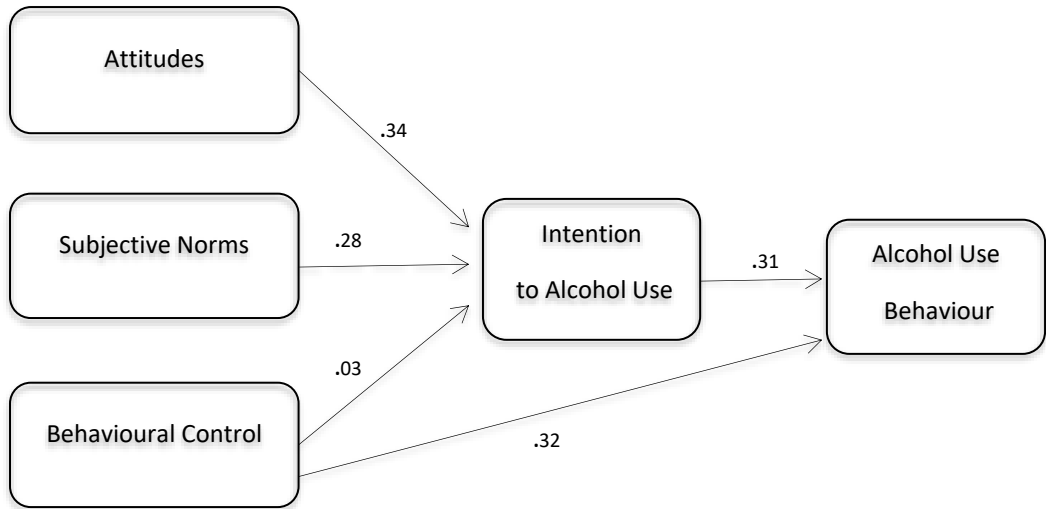 Attitudes
.34
Subjective Norms
.28
Intention
to Alcohol Use
.31
Alcohol Use
Behaviour
.03
Behavioural Control
.32